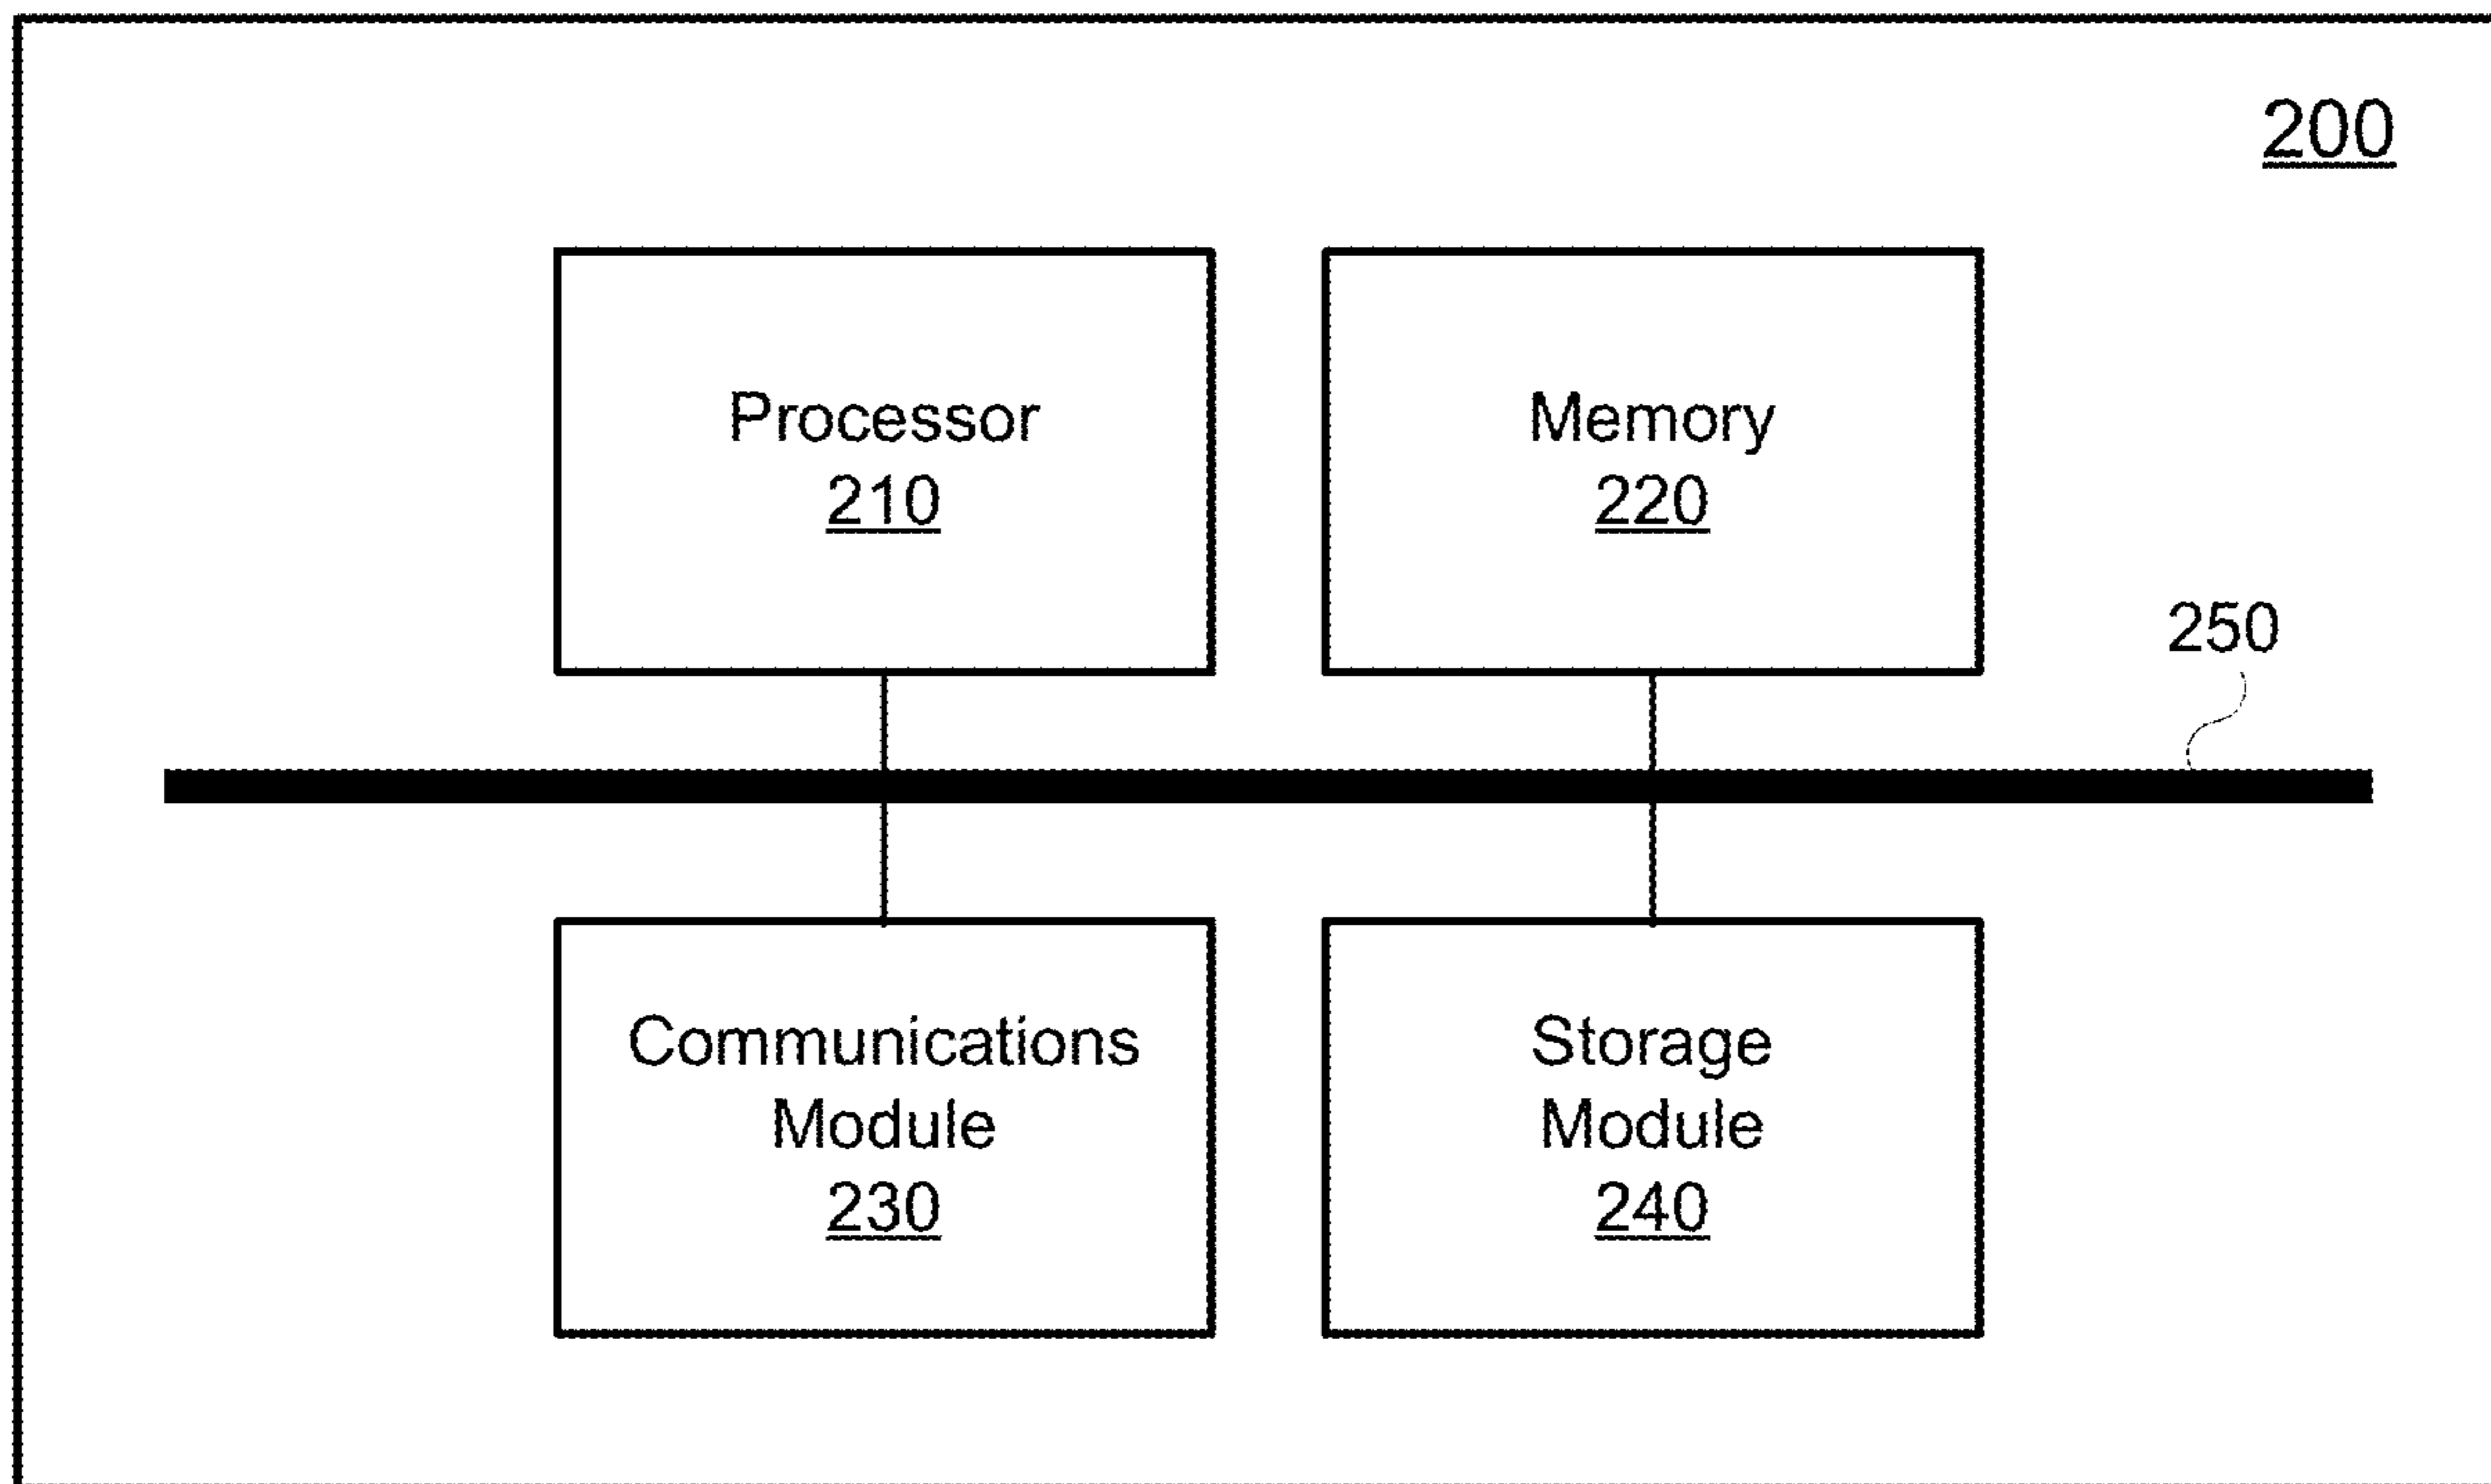 200
Processor
210
Memory
220
250
Communications
Module
230
Storage
Module
240